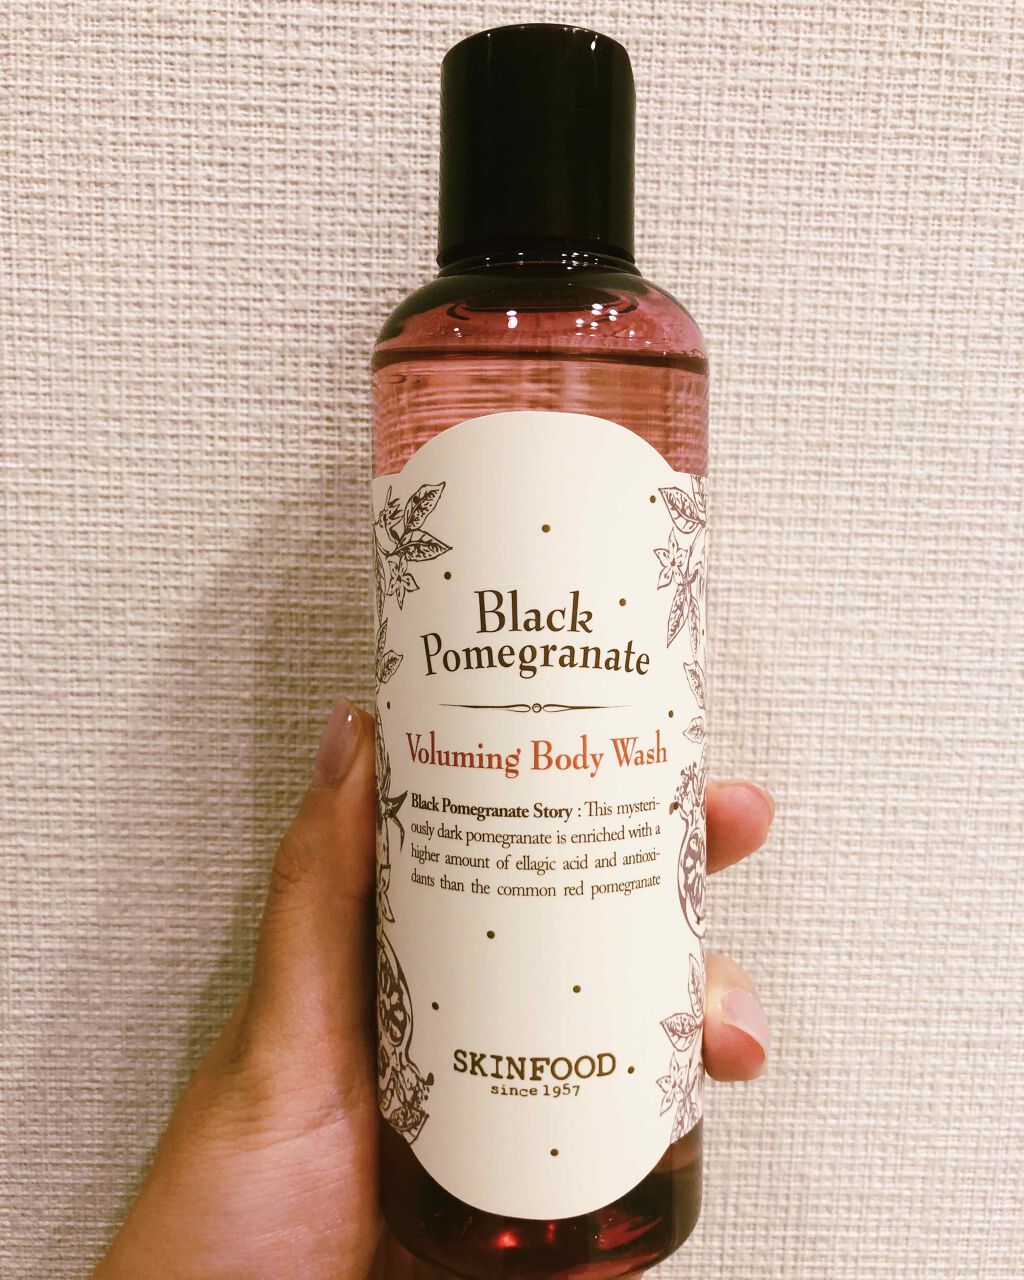 Black
Pomegranate
Voluming Body Wash
Black Pomegranate Story : This mysteri-
ously dark pomegranate is enriched with a
higher amount of ellagic acid and antioxi-
dants than the common red pomegranate
SKINFOOD
since 1957